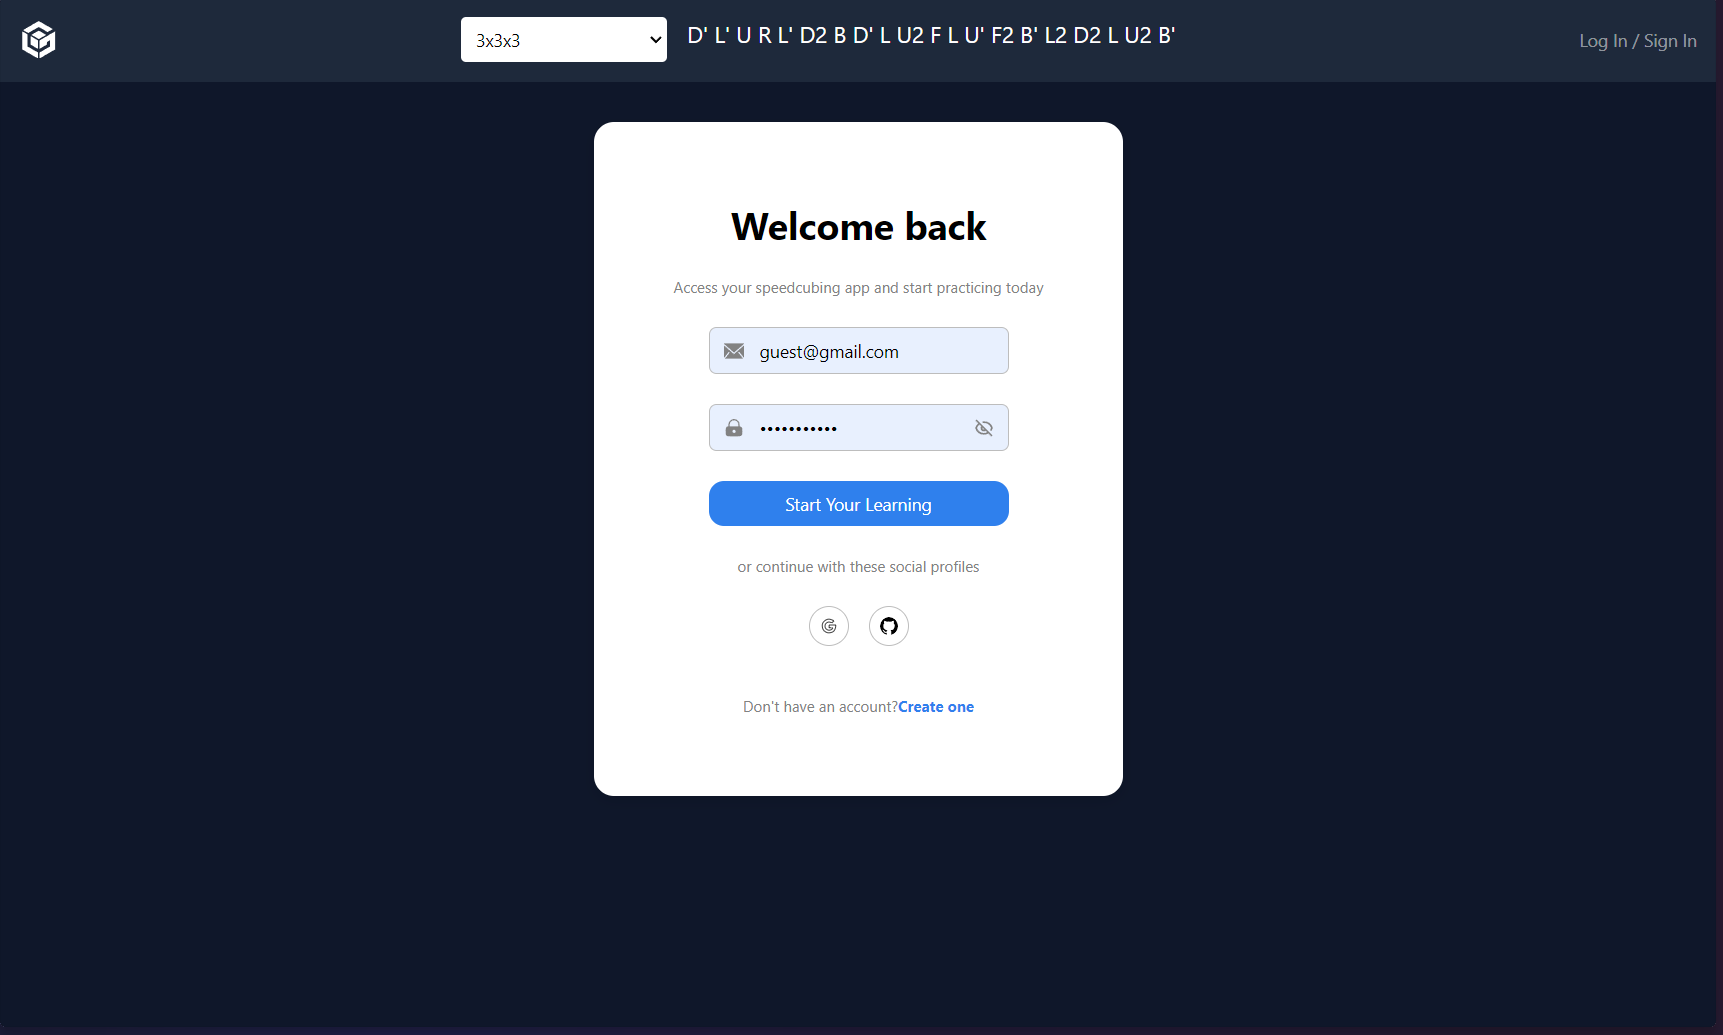 3x3x3
D' L' U R L' D2 B D' L U2 F L U' F2 B' L2 D2 L U2 B'
Log In / Sign In
Welcome back
Access your speedcubing app and start practicing today
guest@gmail.com
•••••••••••
Start Your Learning
or continue with these social profiles
Don't have an account?Create one